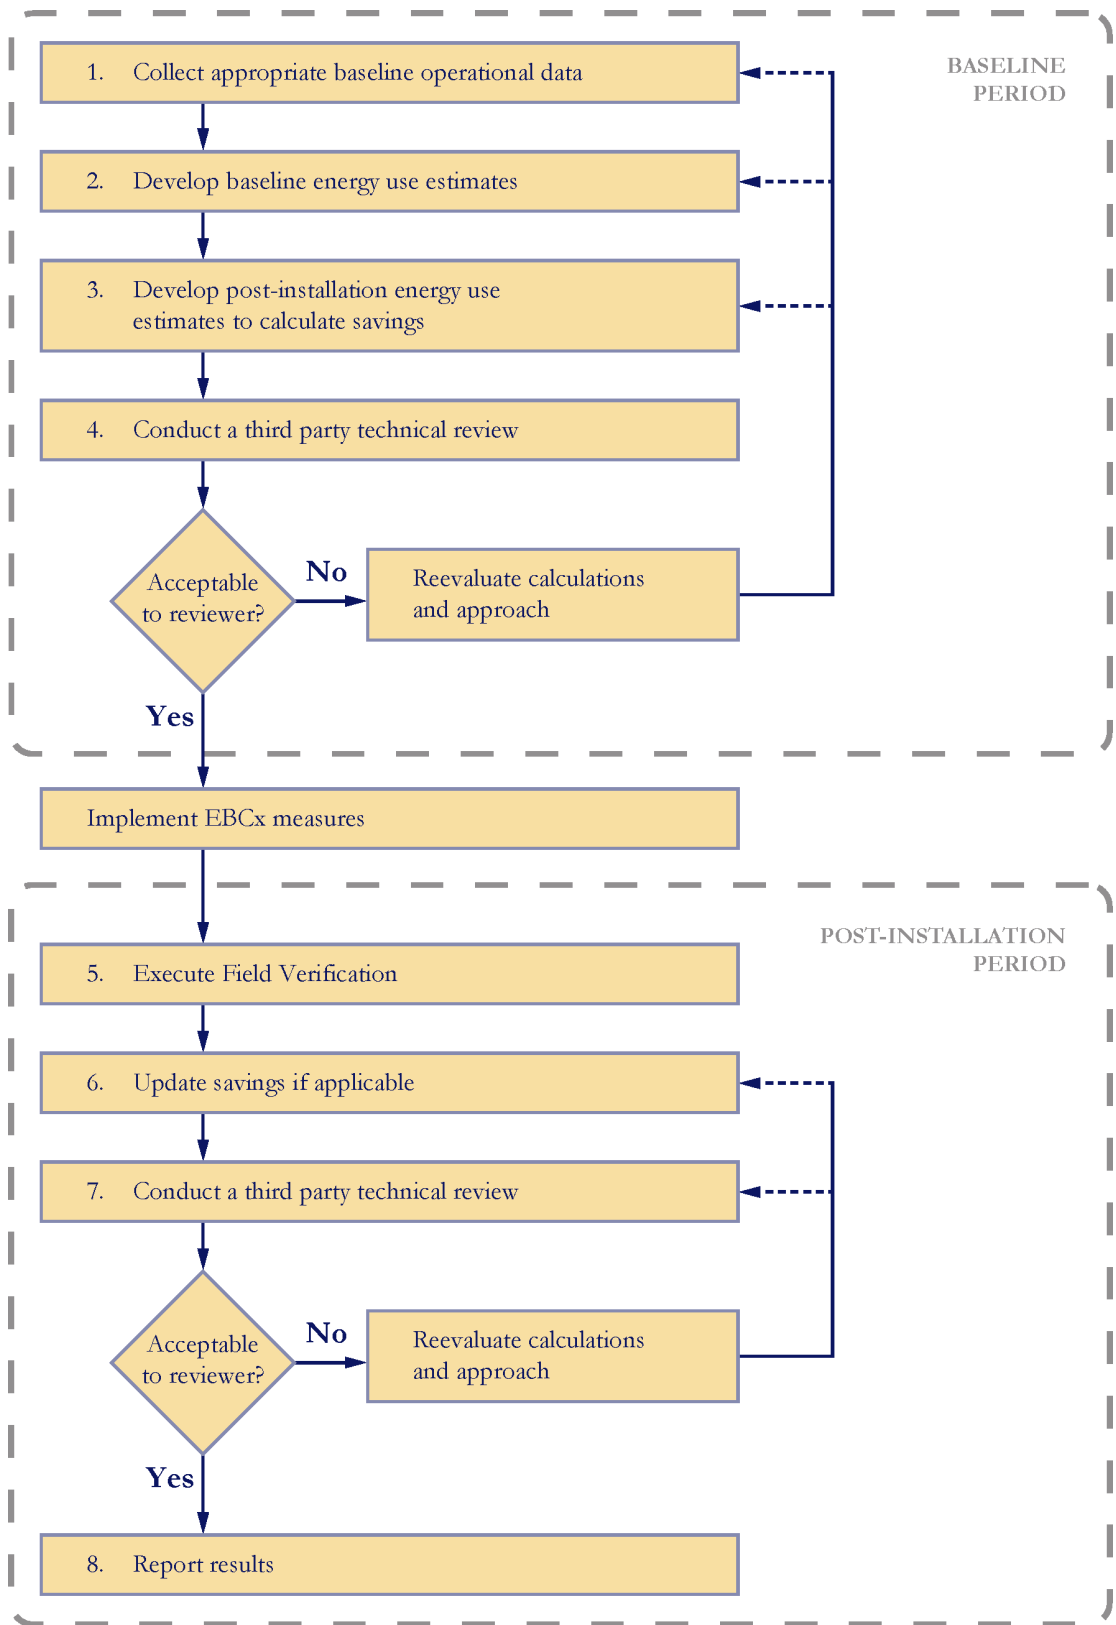 BASELINE
PERIOD
1. Collect appropriate baseline operational data
2. Develop baseline energy use estimates
3. Develop post-installation energy use
estimates to calculate savings
4. Conduct a third party technical review
Acceptable
to reviewer?
No
Reevaluate calculations
and approach
Yes
Implement EBCx measures
POST-INSTALLATION
PERIOD
5. Execute Field Verification
6. Update savings if applicable
7. Conduct a third party technical review
Acceptable
to reviewer?
No
Reevaluate calculations
and approach
Yes
8. Report results